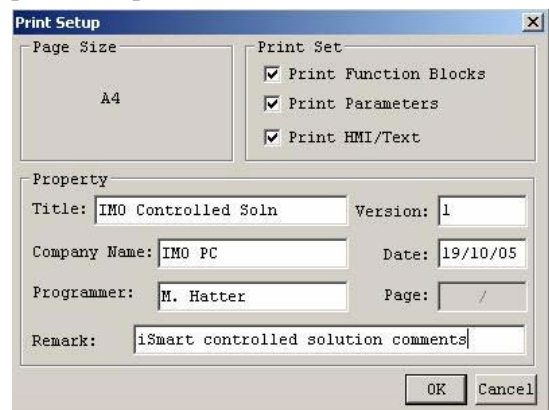 Print Setup
Page Size
A4
Print Set
Print Function Blocks
Print Parameters
Print HMI/Text
Property
Title: IMO Controlled Soln Version: 1
Company Name: IMO PC Date: 19/10/05
Programmer: M. Hatter Page: /
Remark: iSmart controlled solution comments
OK Cancel